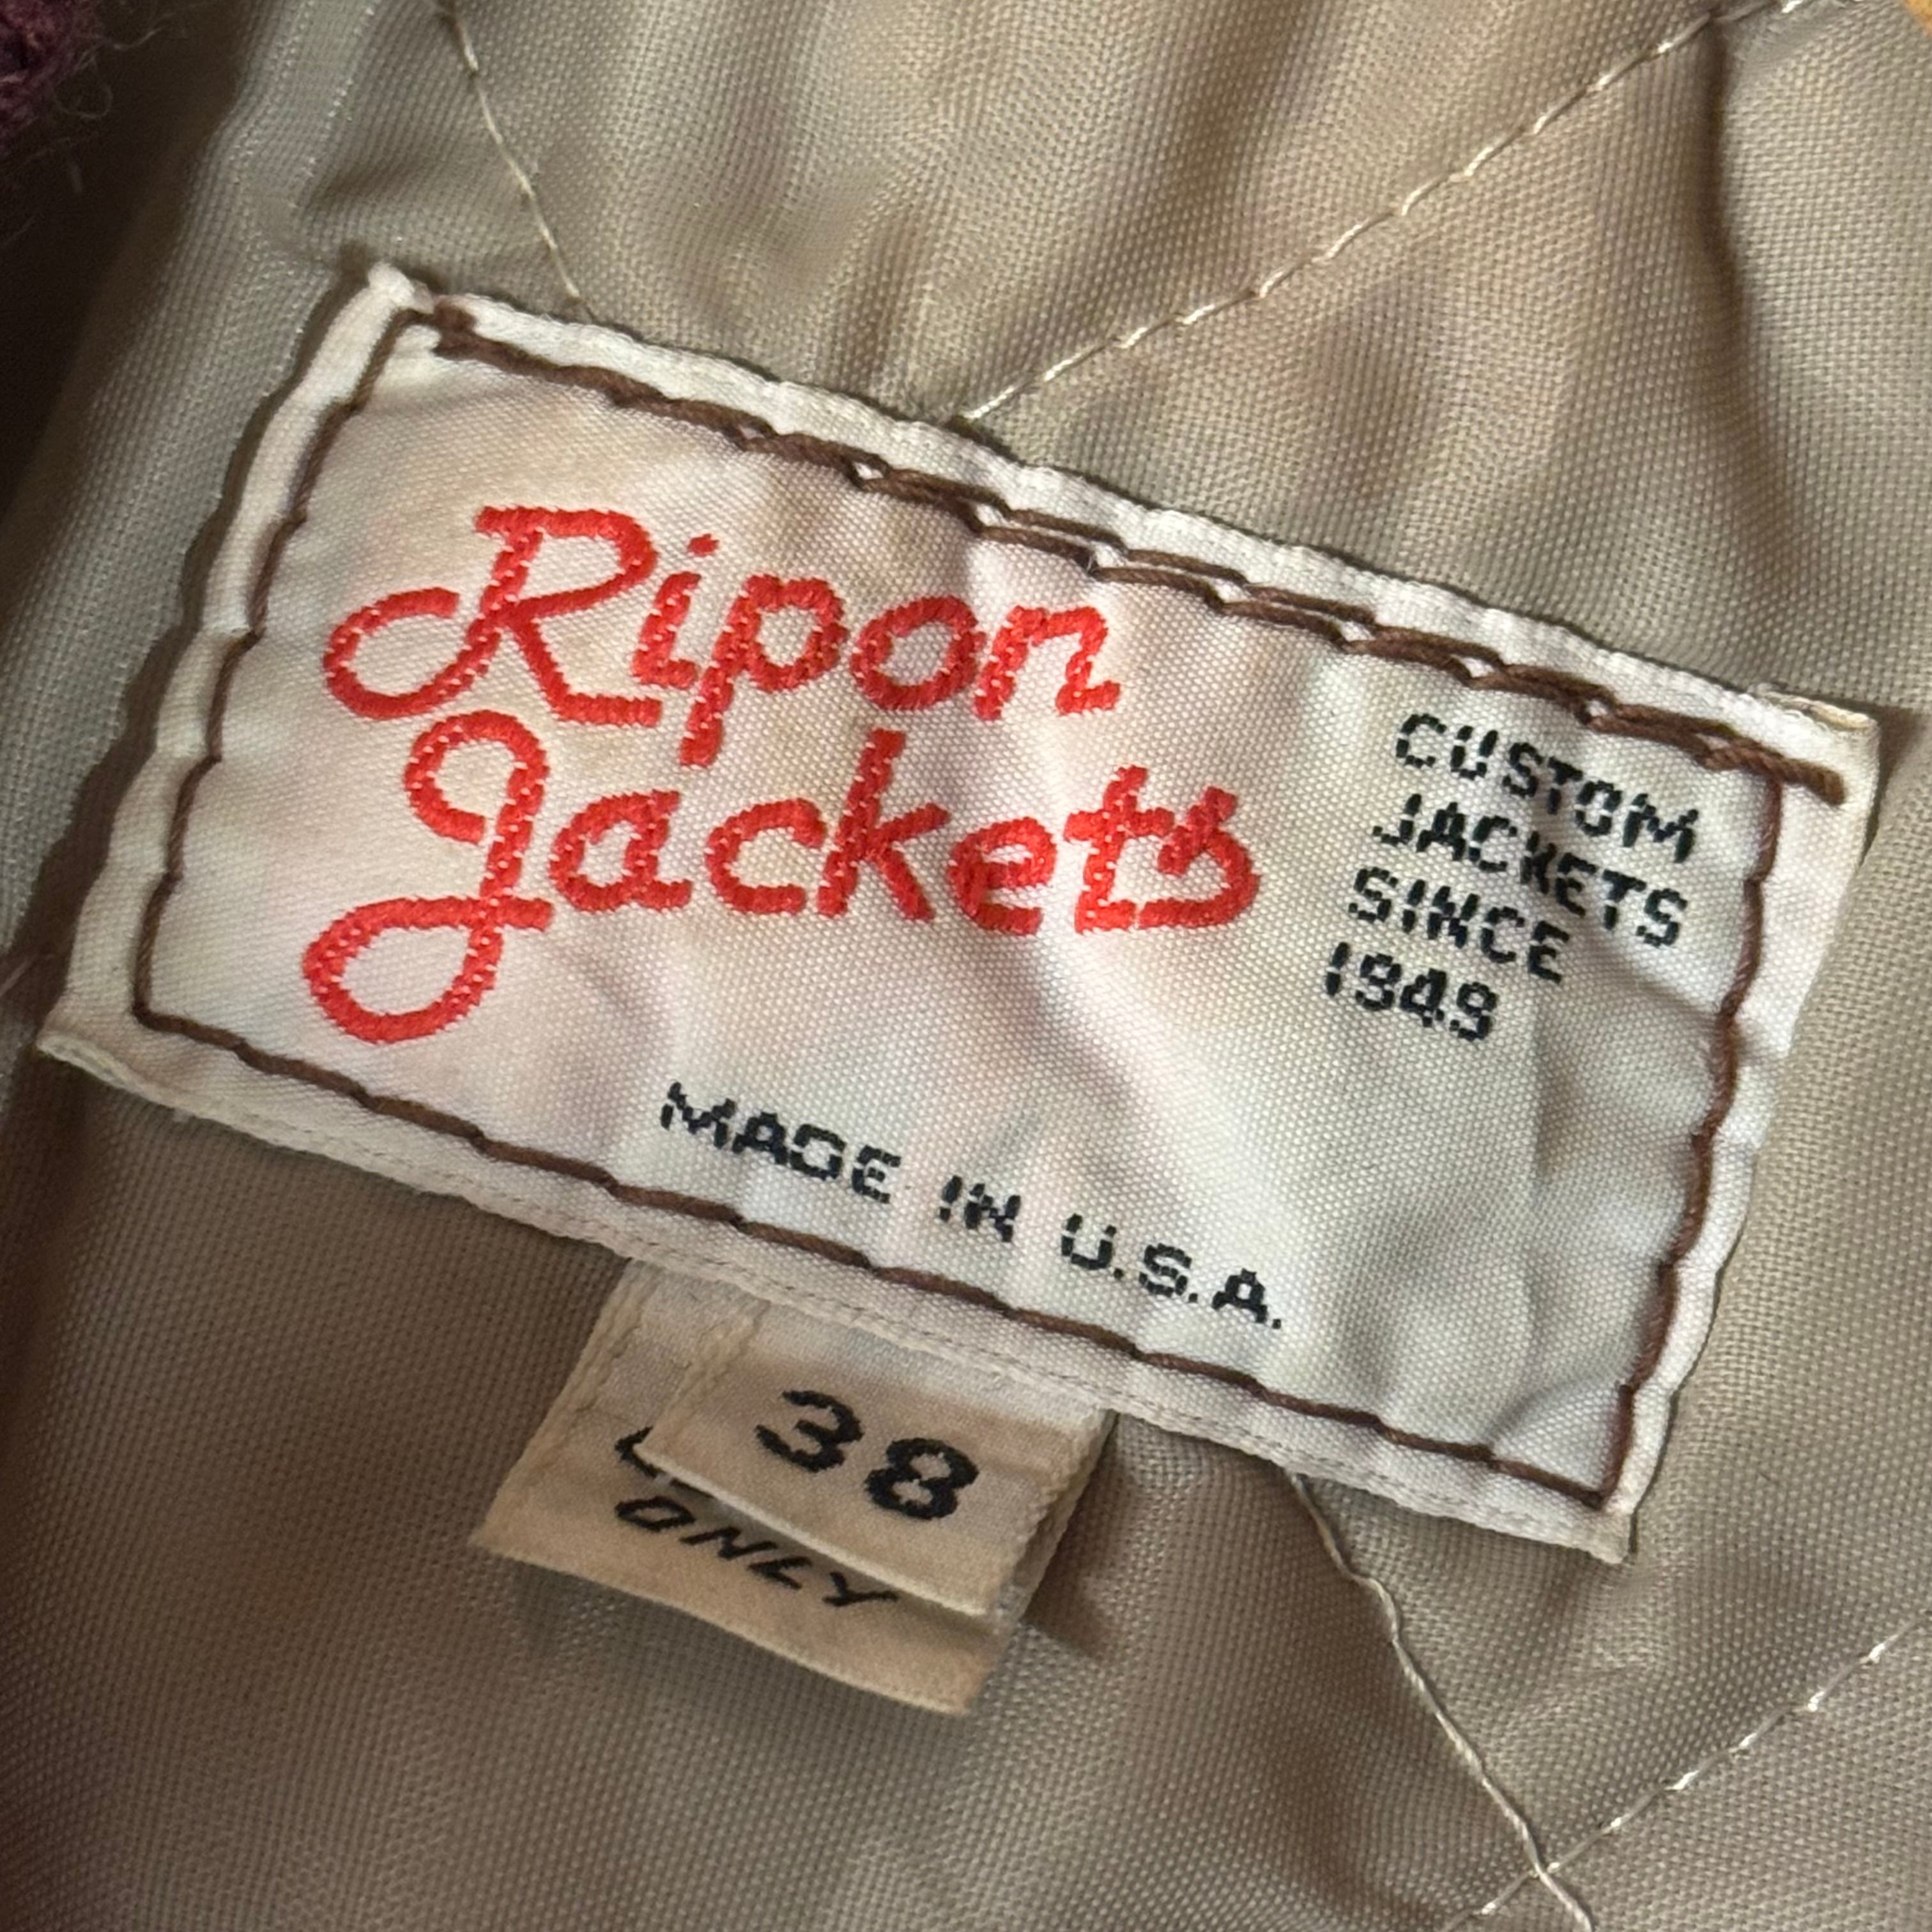 Ripon
Jackets
CUSTOM
JACKETS
SINCE
1949
MADE IN U.S.A.
38
ONLY